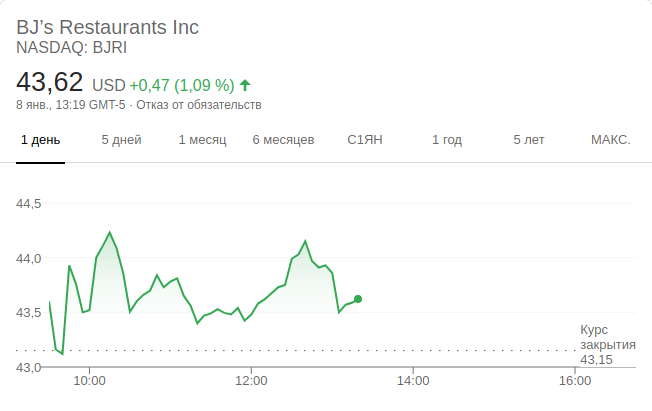 BJ's Restaurants Inc
NASDAQ: BJRI
43,62 USD +0,47 (1,09 %)
8 янв., 13:19 GMT-5 · Отказ от обязательств
1 день 5 дней 1 месяц 6 месяцев С1ЯН 1 год 5 лет МАКС.
44,5
44,0
43,5
43,0
Курс
закрытия
43,15
10:00 12:00 14:00 16:00